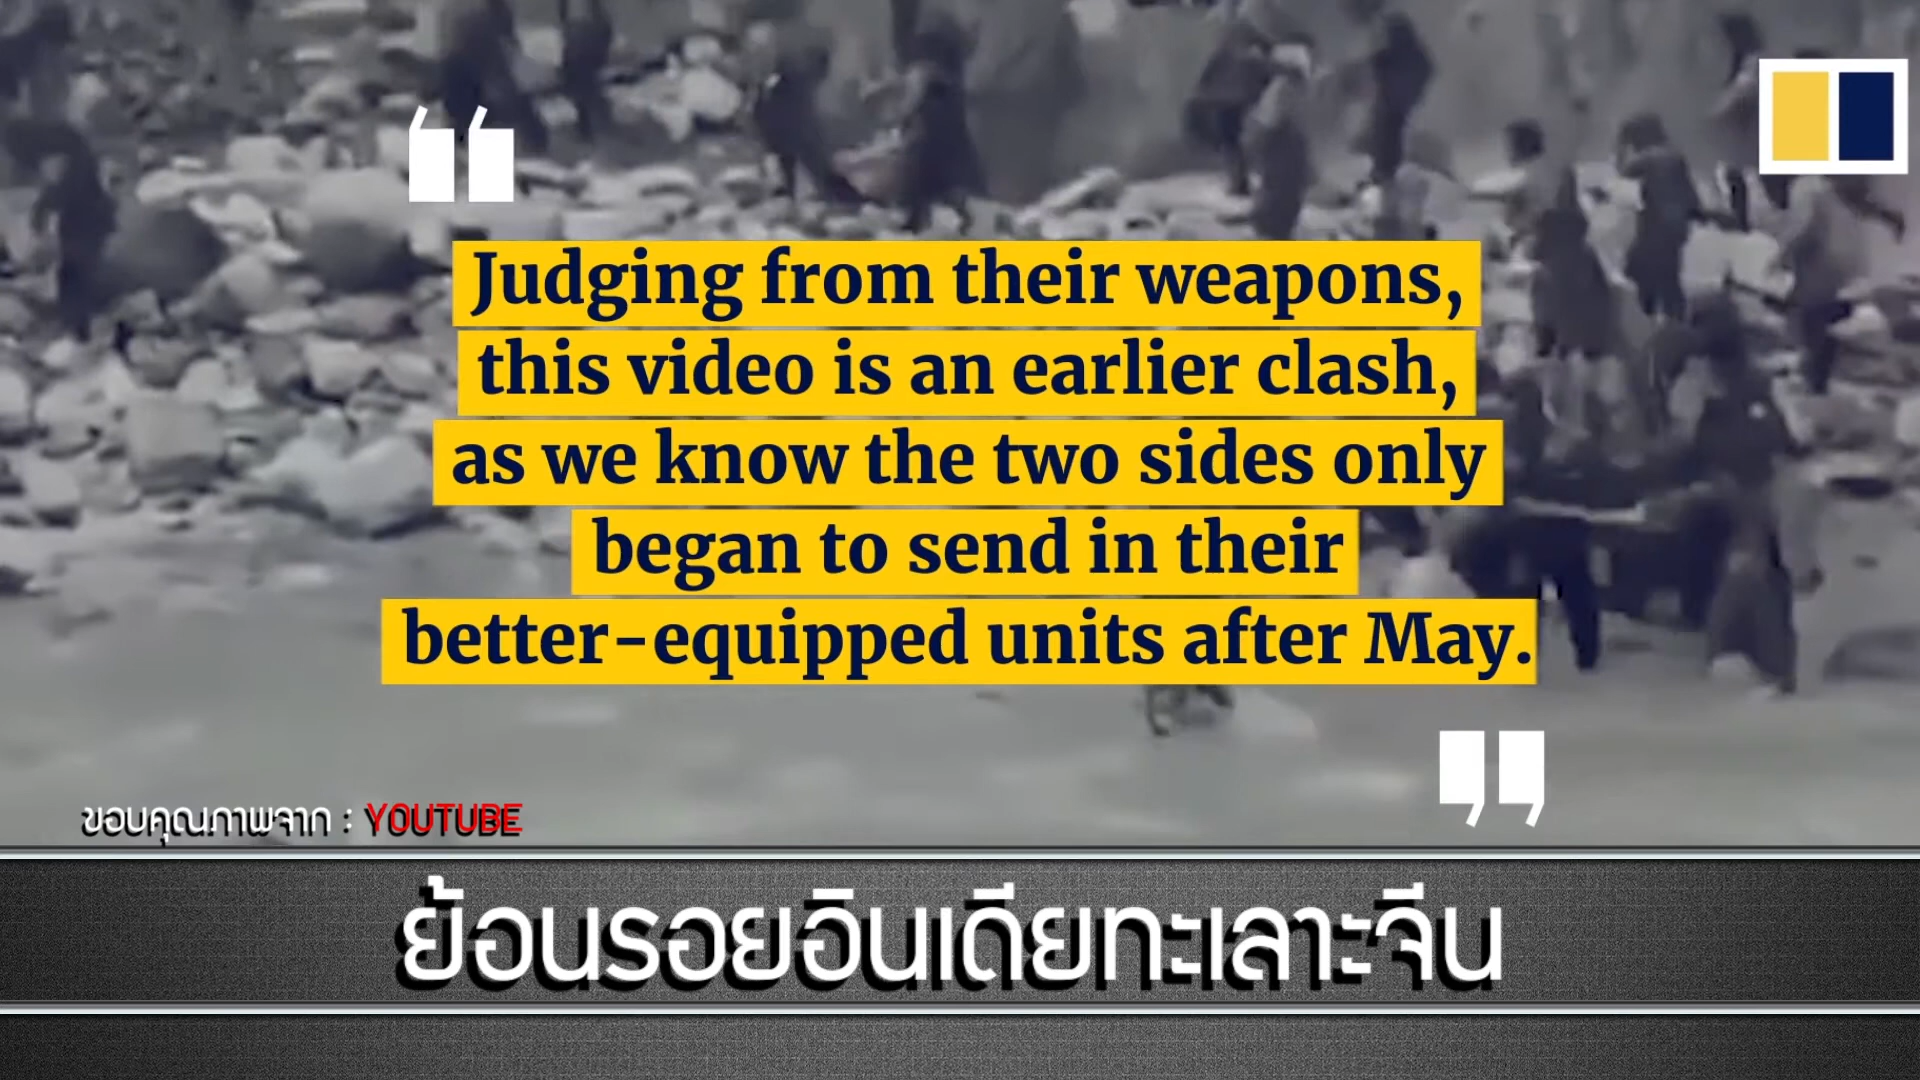 “
Judging from their weapons,
this video is an earlier clash,
as we know the two sides only
began to send in their
better-equipped units after May.
”
ขอบคุณภาพจาก : YOUTUBE
ย้อนรอยอินเดียทะเลาะจีน